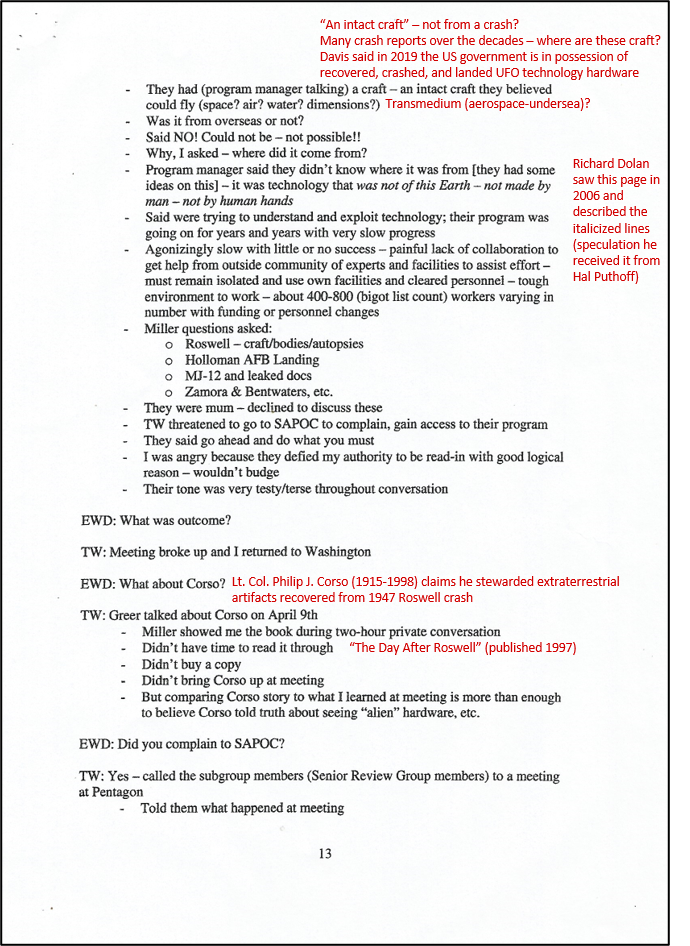 “An intact craft” – not from a crash?
Many crash reports over the decades – where are these craft?
Davis said in 2019 the US government is in possession of
recovered, crashed, and landed UFO technology hardware
- They had (program manager talking) a craft – an intact craft they believed
could fly (space? air? water? dimensions?) Transmedium (aerospace-undersea)?
- Was it from overseas or not?
- Said NO! Could not be – not possible!!
- Why, I asked – where did it come from?
- Program manager said they didn’t know where it was from [they had some
ideas on this] – it was technology that was not of this Earth – not made by
man – not by human hands
Richard Dolan
saw this page in
2006 and
described the
italicized lines
(speculation he
received it from
Hal Puthoff)
- Said were trying to understand and exploit technology; their program was
going on for years and years with very slow progress
- Agonizingly slow with little or no success – painful lack of collaboration to
get help from outside community of experts and facilities to assist effort –
must remain isolated and use own facilities and cleared personnel – tough
environment to work – about 400-800 (bigot list count) workers varying in
number with funding or personnel changes
- Miller questions asked:
o Roswell – craft/bodies/autopsies
o Holloman AFB Landing
o MJ-12 and leaked docs
o Zamora & Bentwaters, etc.
- They were mum – declined to discuss these
- TW threatened to go to SAPOC to complain, gain access to their program
- They said go ahead and do what you must
- I was angry because they defied my authority to be read-in with good logical
reason – wouldn’t budge
- Their tone was very testy/terse throughout conversation
EWD: What was outcome?
TW: Meeting broke up and I returned to Washington
EWD: What about Corso? Lt. Col. Philip J. Corso (1915-1998) claims he stewarded extraterrestrial
artifacts recovered from 1947 Roswell crash
TW: Greer talked about Corso on April 9th
- Miller showed me the book during two-hour private conversation
- Didn’t have time to read it through “The Day After Roswell” (published 1997)
- Didn’t buy a copy
- Didn’t bring Corso up at meeting
- But comparing Corso story to what I learned at meeting is more than enough
to believe Corso told truth about seeing “alien” hardware, etc.
EWD: Did you complain to SAPOC?
TW: Yes – called the subgroup members (Senior Review Group members) to a meeting
at Pentagon
- Told them what happened at meeting
13